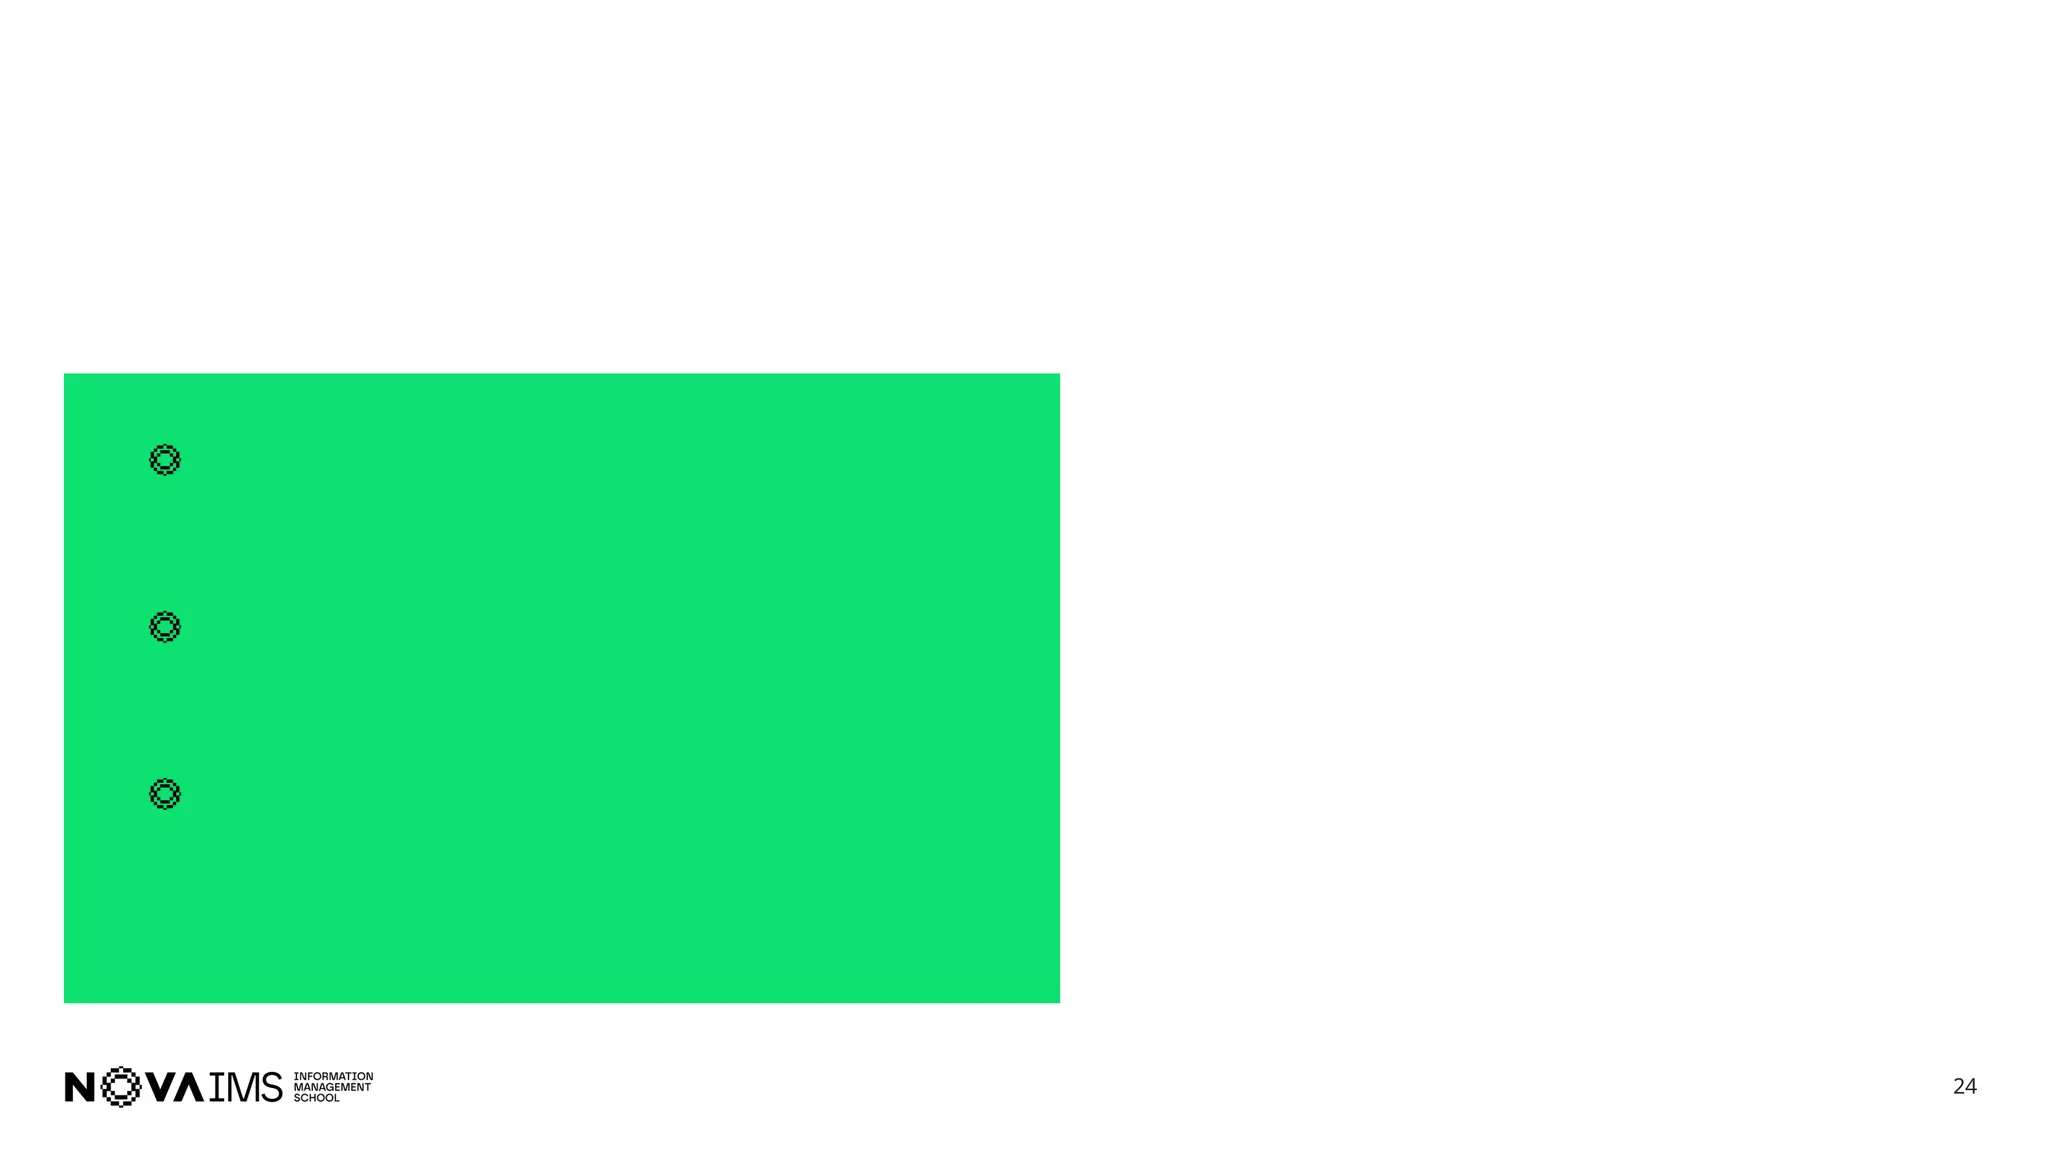 NOVAIMS
INFORMATION
MANAGEMENT
SCHOOL
24